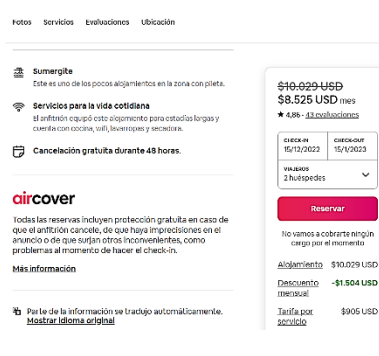 Fotos Servicios Evaluaciones Ubicación
Sumergite
Este es uno de los pocos alojamientos en la zona con pileta.
Servicios para la vida cotidiana
El anfitrión equipó este alojamiento para estadías largas y
cuenta con cocina, wifi, lavarropas y secadora.
Cancelación gratuita durante 48 horas.
aircover
Todas las reservas incluyen protección gratuita en caso de
que el anfitrión cancele, de que haya imprecisiones en el
anuncio o de que surjan otros inconvenientes, como
problemas al momento de hacer el check-in.
Más información
Parte de la información se tradujo automáticamente.
Mostrar idioma original
$10.029 USD
$8.525 USD mes
★ 4,86 · 43 evaluaciones
CHECK-IN CHECK-OUT
15/12/2022 15/1/2023
VIAJEROS
2 huéspedes
Reservar
No vamos a cobrarte ningún
cargo por el momento
Alojamiento $10.029 USD
Descuento -$1.504 USD
mensual
Tarifa por $905 USD
servicio